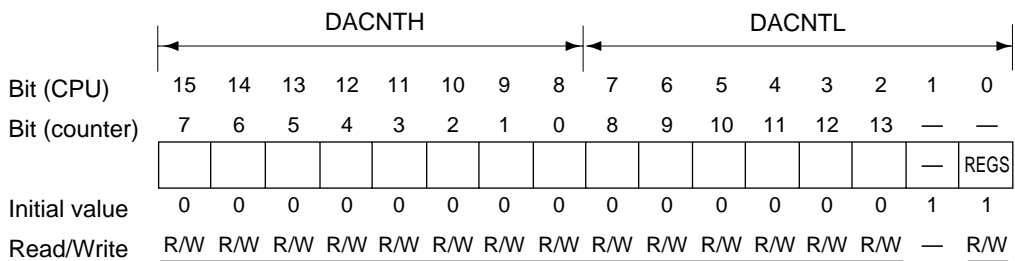 DACNTH DACNTL
Bit (CPU) 15 14 13 12 11 10 9 8 7 6 5 4 3 2 1 0
Bit (counter) 7 6 5 4 3 2 1 0 8 9 10 11 12 13 — —
— REGS
Initial value 0 0 0 0 0 0 0 0 0 0 0 0 0 0 1 1
Read/Write R/W R/W R/W R/W R/W R/W R/W R/W R/W R/W R/W R/W R/W R/W — R/W